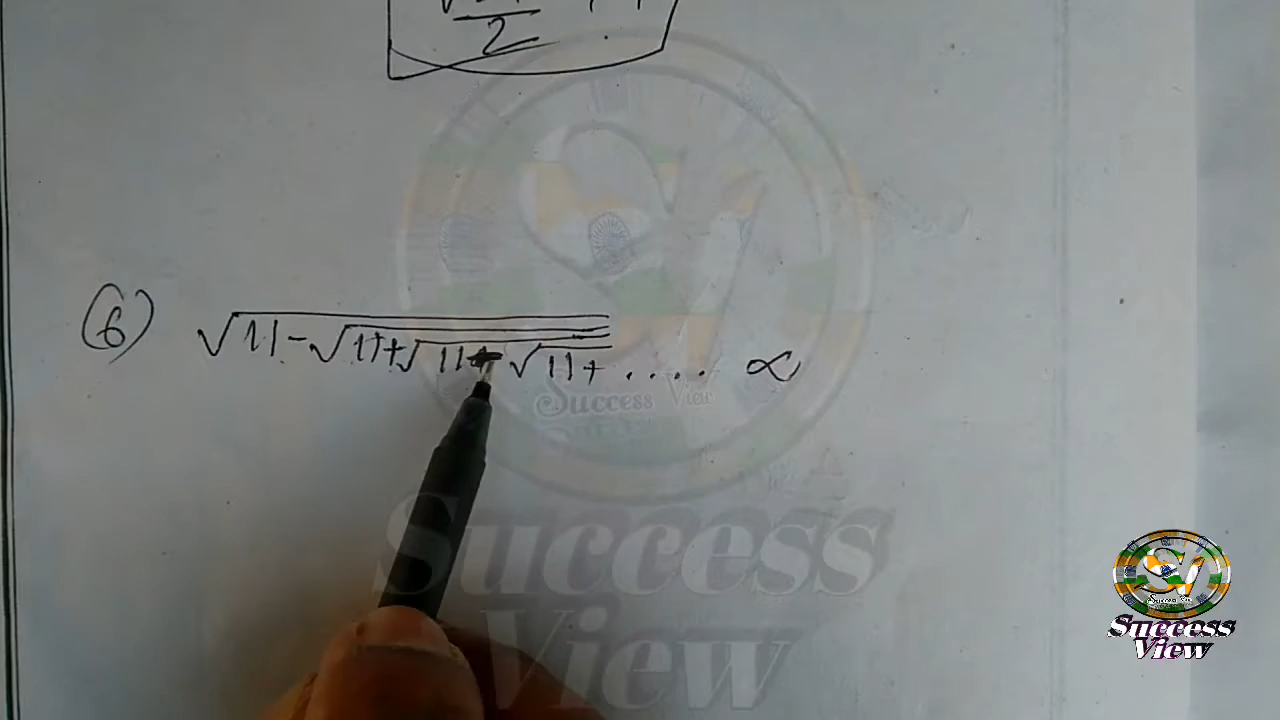 2
(6) √11-√11+√11-√11+ .... ∝
Success View
Success
View
Success
View